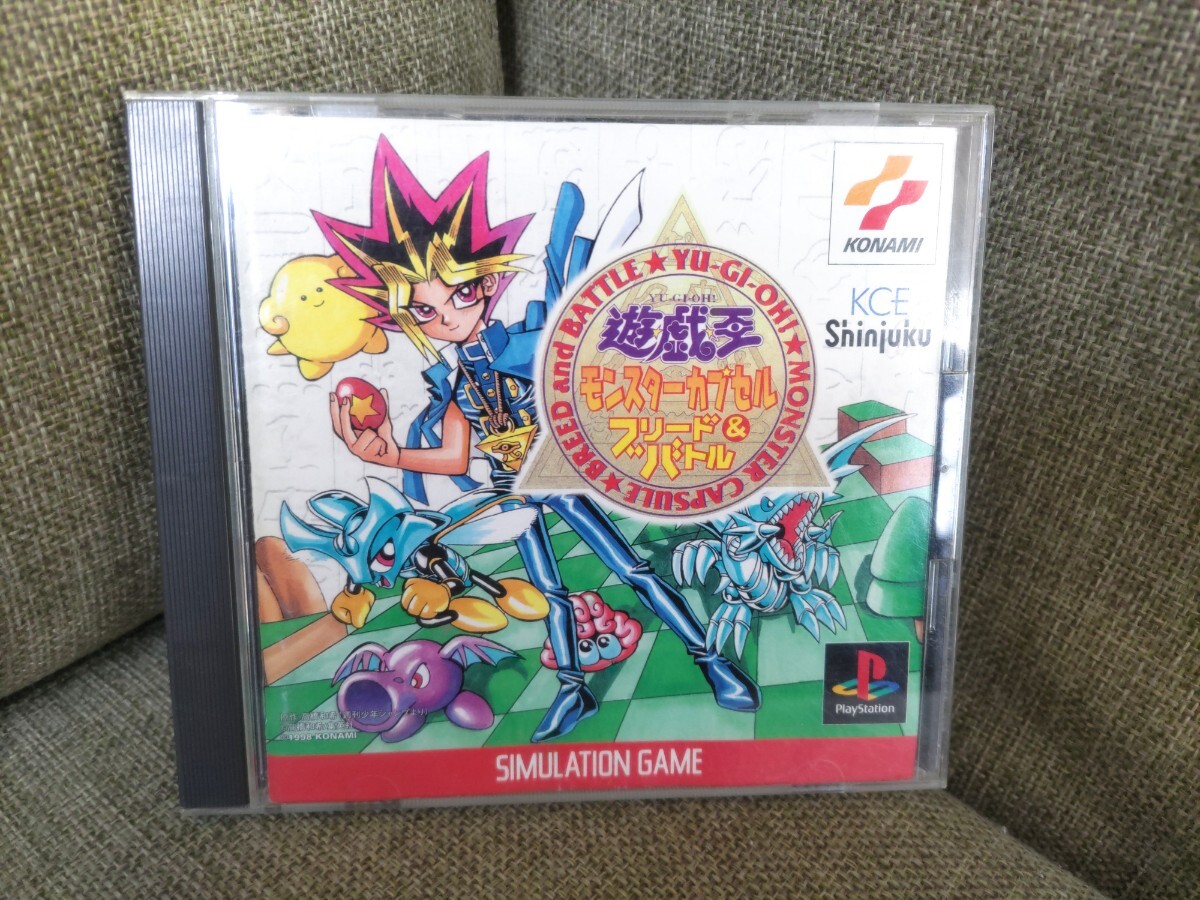 KONAMI
KCE
Shinjuku
BREED and BATTLE★YU-GI-OH!★MONSTER CAPSULE★
YU-GI-OH!
遊戯王
モンスターカプセル
ブリード&
バトル
PlayStation
©1998 KONAMI
SIMULATION GAME